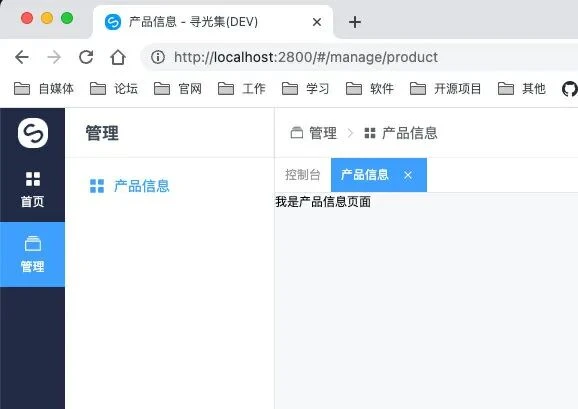 产品信息 - 寻光集(DEV)
http://localhost:2800/#/manage/product
自媒体 论坛 官网 工作 学习 软件 开源项目 其他
管理 管理 产品信息
首页 产品信息 控制台 产品信息
管理 我是产品信息页面